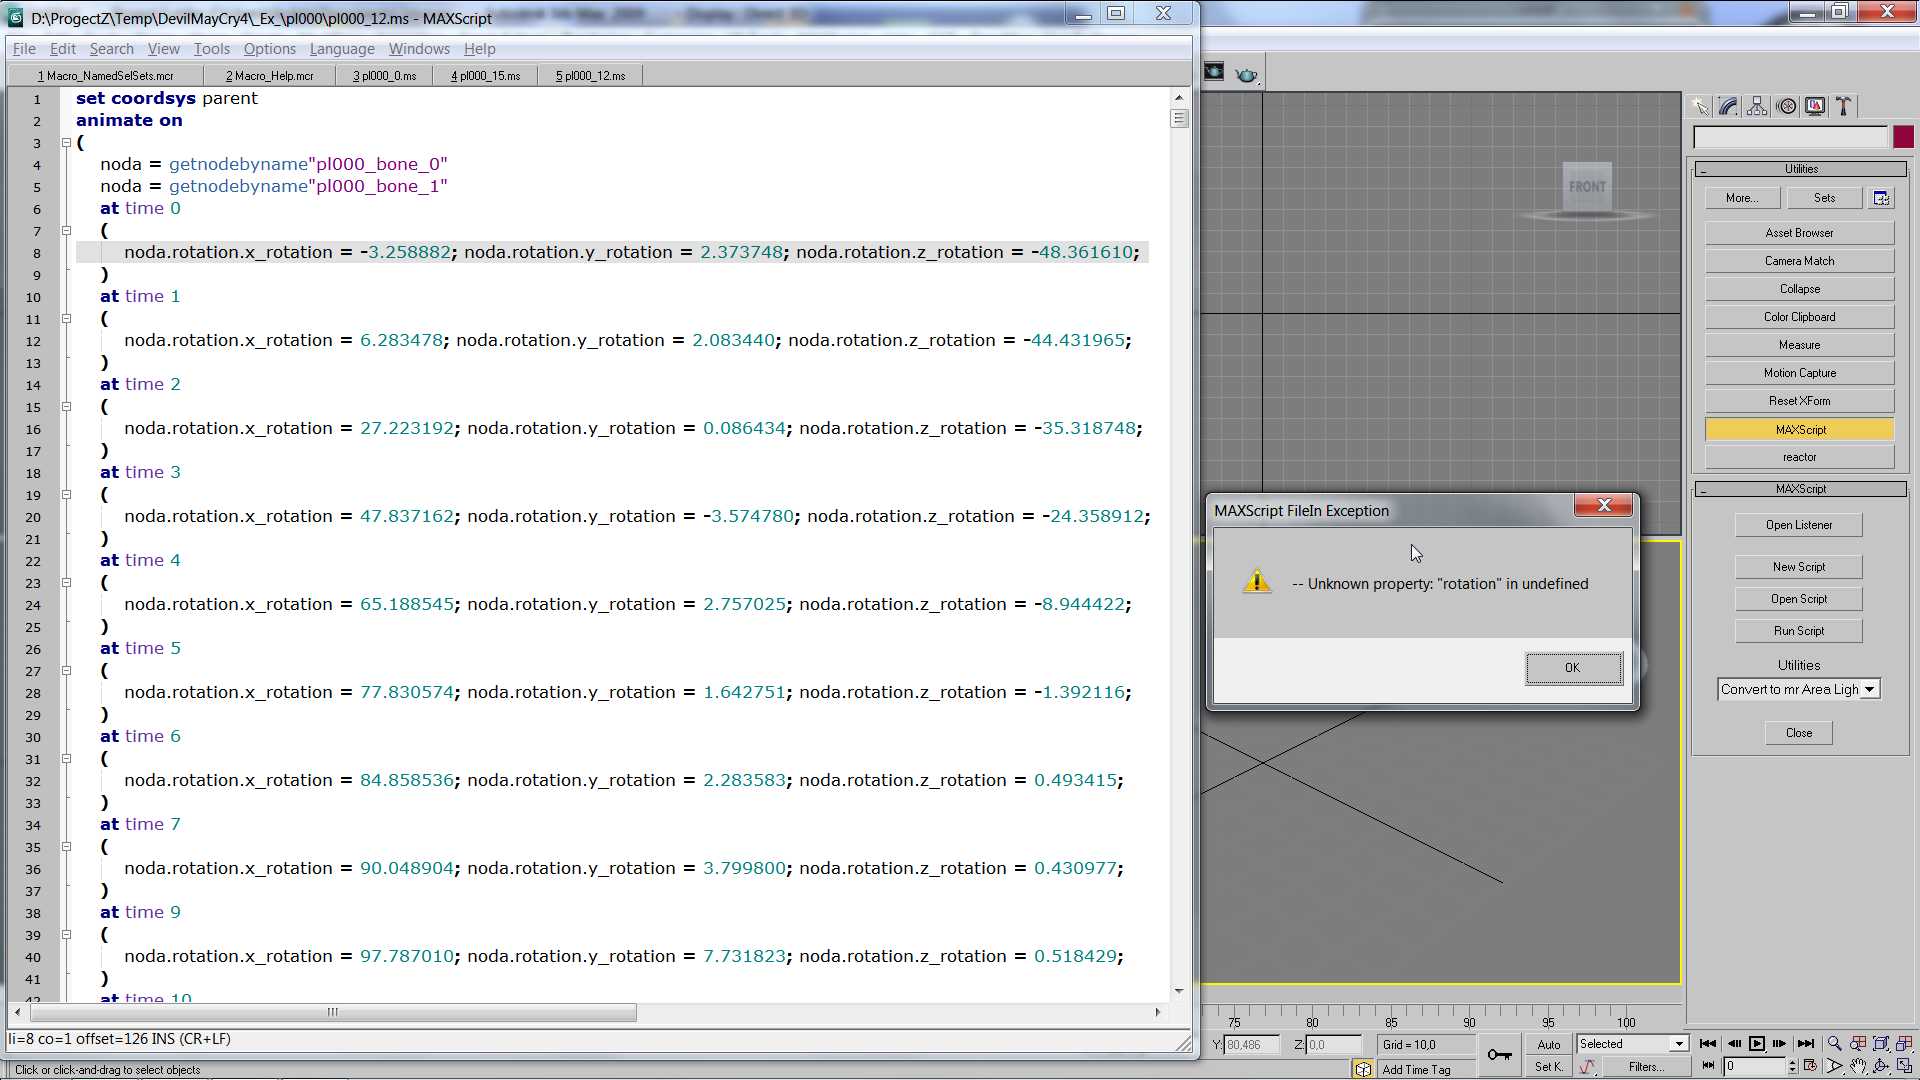 D:\ProgectZ\Temp\DevilMayCry4\_Ex_\pl000\pl000_12.ms - MAXScript
File Edit Search View Tools Options Language Windows Help
1 Macro_NamedSelSets.mcr 2 Macro_Help.mcr 3 pl000_0.ms 4 pl000_15.ms 5 pl000_12.ms
1 set coordsys parent
2 animate on
3 (
4 noda = getnodebyname"pl000_bone_0"
5 noda = getnodebyname"pl000_bone_1"
6 at time 0
7 (
8 noda.rotation.x_rotation = -3.258882; noda.rotation.y_rotation = 2.373748; noda.rotation.z_rotation = -48.361610;
9 )
10 at time 1
11 (
12 noda.rotation.x_rotation = 6.283478; noda.rotation.y_rotation = 2.083440; noda.rotation.z_rotation = -44.431965;
13 )
14 at time 2
15 (
16 noda.rotation.x_rotation = 27.223192; noda.rotation.y_rotation = 0.086434; noda.rotation.z_rotation = -35.318748;
17 )
18 at time 3
19 (
20 noda.rotation.x_rotation = 47.837162; noda.rotation.y_rotation = -3.574780; noda.rotation.z_rotation = -24.358912;
21 )
22 at time 4
23 (
24 noda.rotation.x_rotation = 65.188545; noda.rotation.y_rotation = 2.757025; noda.rotation.z_rotation = -8.944422;
25 )
26 at time 5
27 (
28 noda.rotation.x_rotation = 77.830574; noda.rotation.y_rotation = 1.642751; noda.rotation.z_rotation = -1.392116;
29 )
30 at time 6
31 (
32 noda.rotation.x_rotation = 84.858536; noda.rotation.y_rotation = 2.283583; noda.rotation.z_rotation = 0.493415;
33 )
34 at time 7
35 (
36 noda.rotation.x_rotation = 90.048904; noda.rotation.y_rotation = 3.799800; noda.rotation.z_rotation = 0.430977;
37 )
38 at time 9
39 (
40 noda.rotation.x_rotation = 97.787010; noda.rotation.y_rotation = 7.731823; noda.rotation.z_rotation = 0.518429;
41 )
42 at time 10
li=8 co=1 offset=126 INS (CR+LF)
Click or click-and-drag to select objects
FRONT
MAXScript FileIn Exception
-- Unknown property: "rotation" in undefined
OK
Utilities
More... Sets
Asset Browser
Camera Match
Collapse
Color Clipboard
Measure
Motion Capture
Reset XForm
MAXScript
reactor
MAXScript
Open Listener
New Script
Open Script
Run Script
Utilities
Convert to mr Area Ligh
Close
75 80 85 90 95 100
Y: 80,486 Z: 0,0 Grid = 10,0 Auto Selected
Add Time Tag Set K. Filters... 0